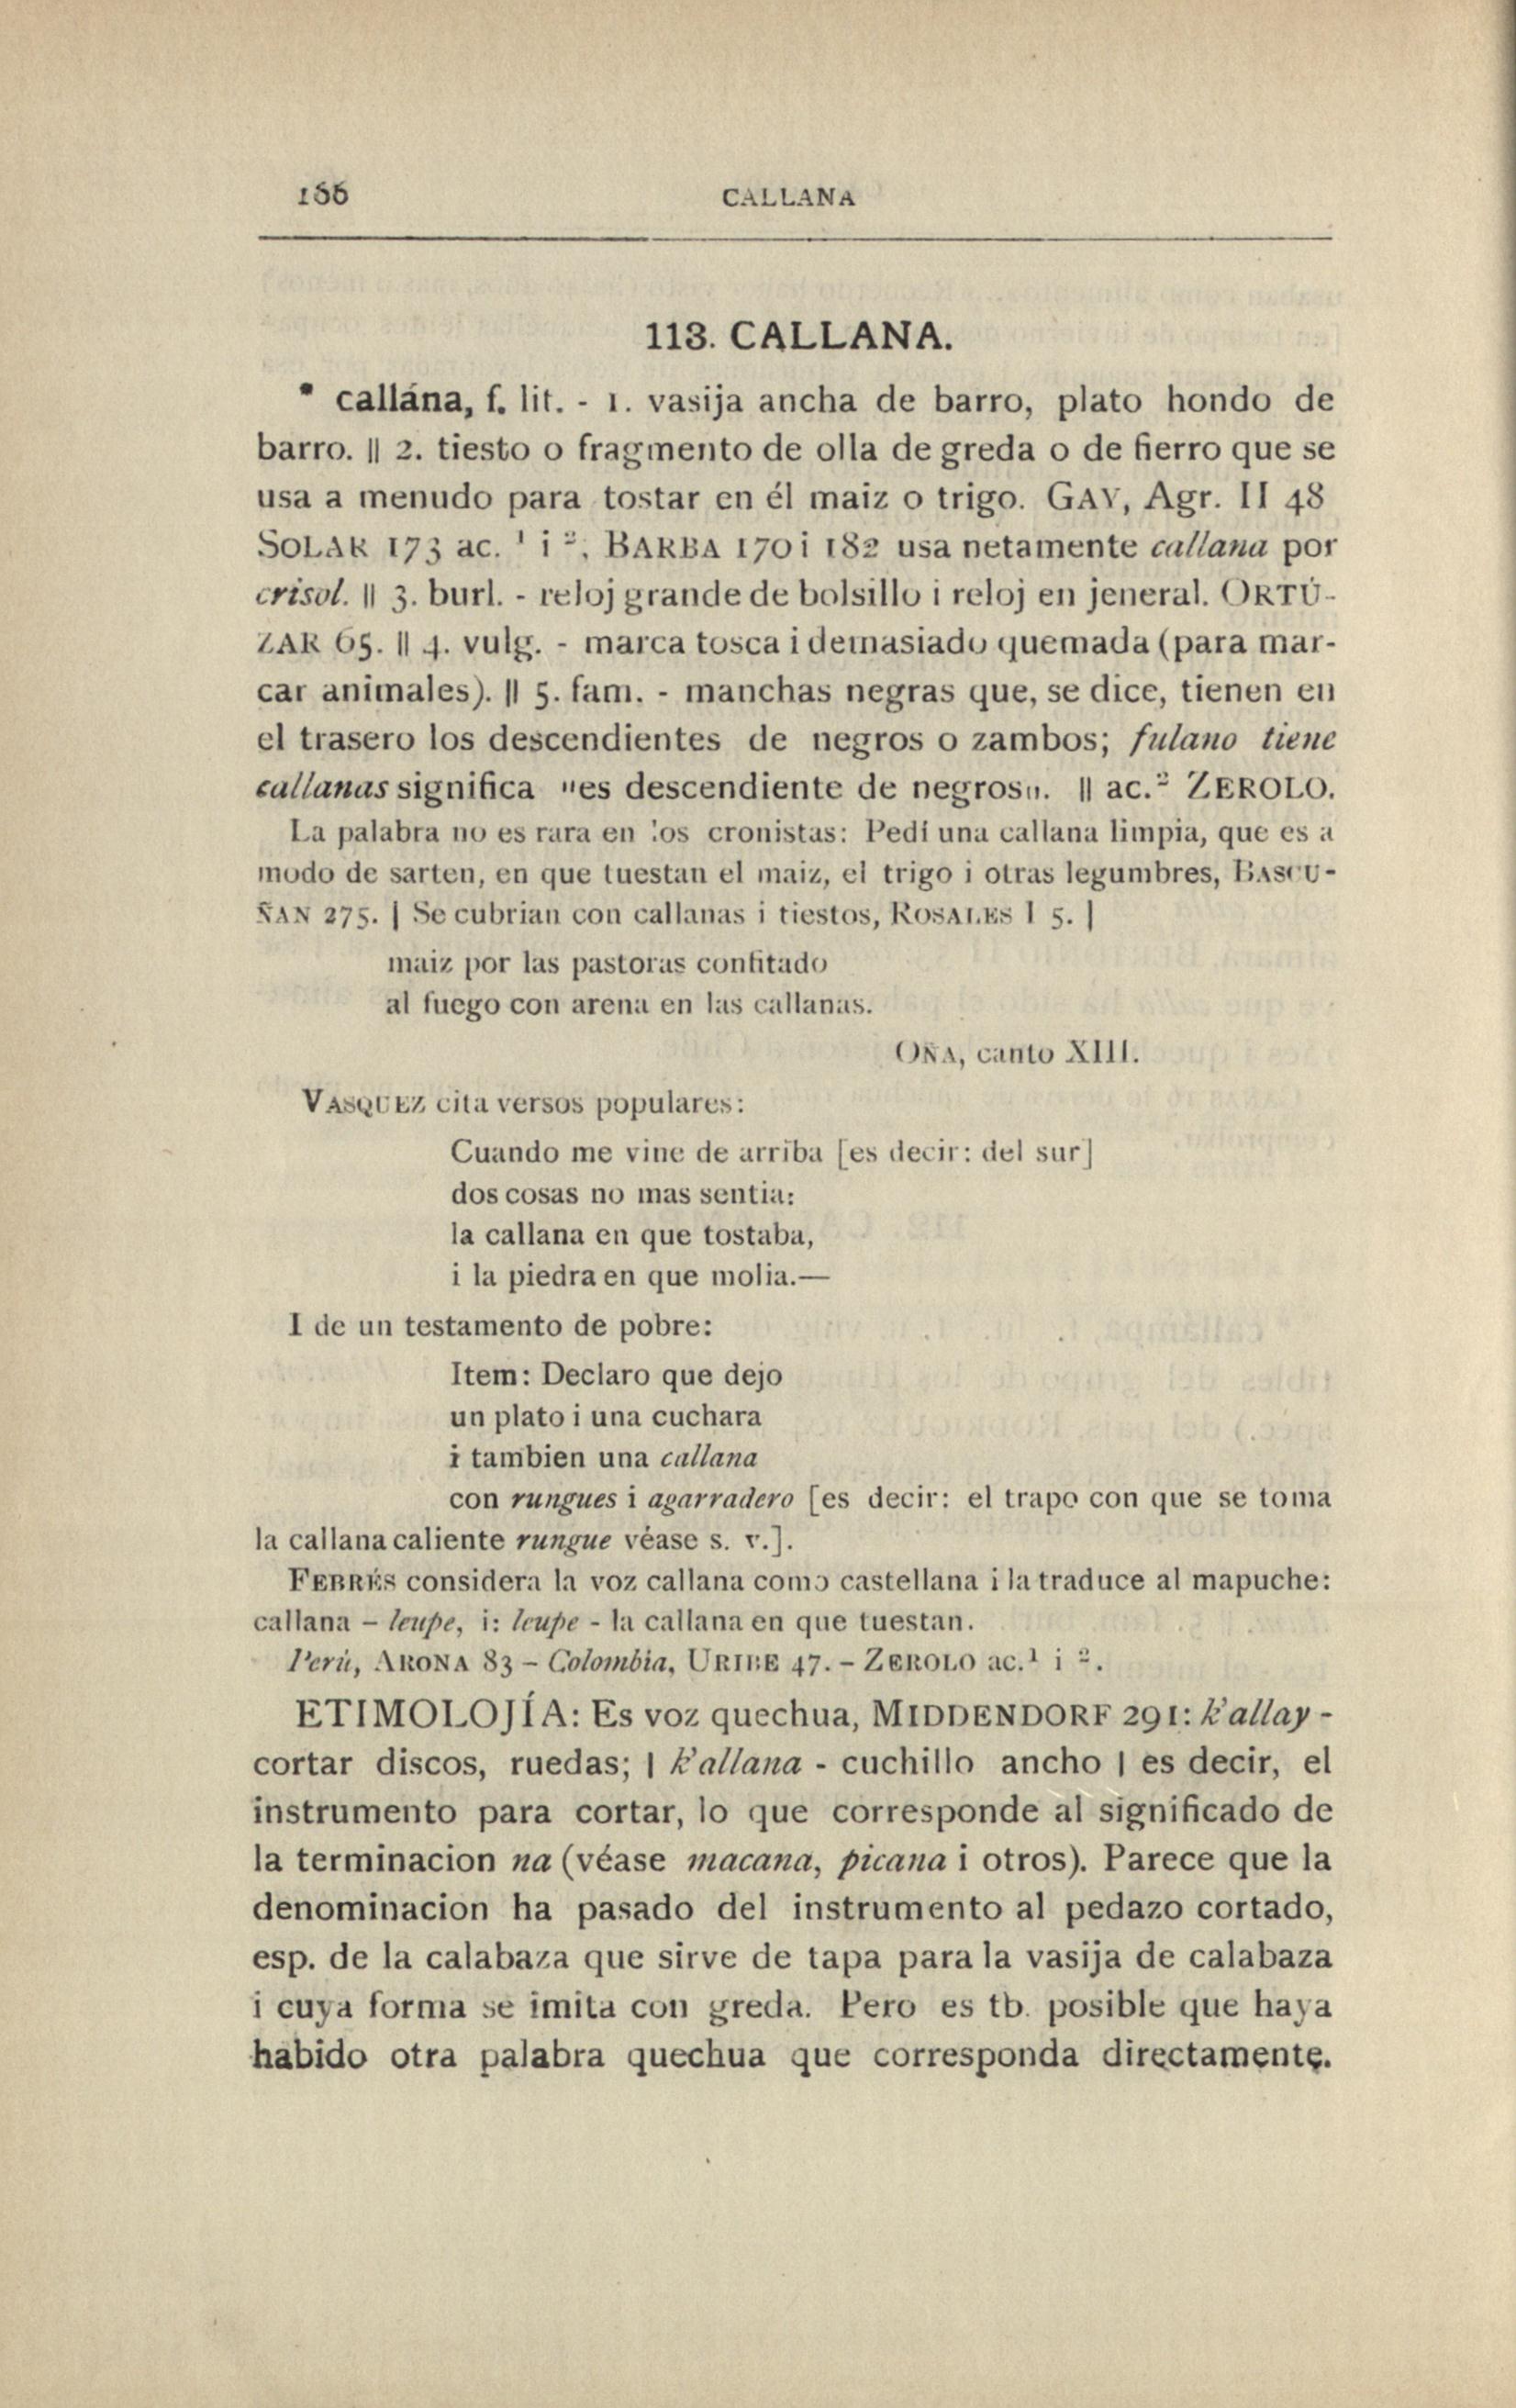 166 CALLANA
113. CALLANA.
* callána, f. lit. - 1. vasija ancha de barro, plato hondo de
barro. || 2. tiesto o fragmento de olla de greda o de fierro que se
usa a menudo para tostar en él maiz o trigo. GAY, Agr. II 48
SOLAR 173 ac. ¹ i ². BARBA 170 i 182 usa netamente callana por
crisol. || 3. burl. - reloj grande de bolsillo i reloj en jeneral. ORTÚ-
ZAR 65. || 4. vulg. - marca tosca i demasiado quemada (para mar-
car animales). || 5. fam. - manchas negras que, se dice, tienen en
el trasero los descendientes de negros o zambos; fulano tiene
callanas significa "es descendiente de negros". || ac.² ZEROLO.
La palabra no es rara en los cronistas: Pedí una callana limpia, que es a
modo de sarten, en que tuestan el maiz, el trigo i otras legumbres, BASCU-
ÑAN 275. | Se cubrian con callanas i tiestos, ROSALES I 5. |
maiz por las pastoras confitado
al fuego con arena en las callanas.
OÑA, canto XIII.
VASQUEZ cita versos populares:
Cuando me vine de arriba [es decir: del sur]
dos cosas no mas sentia:
la callana en que tostaba,
i la piedra en que molia.—
I de un testamento de pobre:
Item: Declaro que dejo
un plato i una cuchara
i tambien una callana
con rungues i agarradero [es decir: el trapo con que se toma
la callana caliente rungue véase s. v.].
FEBRÉS considera la voz callana como castellana i la traduce al mapuche:
callana – leupe, i: leupe - la callana en que tuestan.
Perú, ARONA 83 – Colombia, URIBE 47. – ZEROLO ac.¹ i ².
ETIMOLOJÍA: Es voz quechua, MIDDENDORF 291: k'allay -
cortar discos, ruedas; | k'allana - cuchillo ancho | es decir, el
instrumento para cortar, lo que corresponde al significado de
la terminacion na (véase macana, picana i otros). Parece que la
denominacion ha pasado del instrumento al pedazo cortado,
esp. de la calabaza que sirve de tapa para la vasija de calabaza
i cuya forma se imita con greda. Pero es tb. posible que haya
habido otra palabra quechua que corresponda directamente.